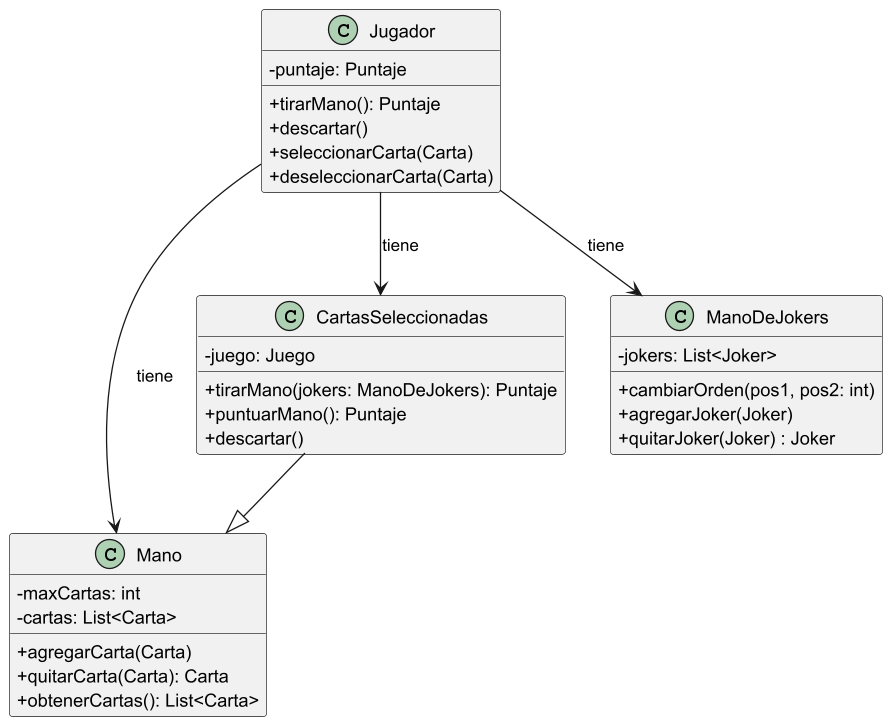 C Jugador
-puntaje: Puntaje
+tirarMano(): Puntaje
+descartar()
+seleccionarCarta(Carta)
+deseleccionarCarta(Carta)
tiene
tiene
tiene
C CartasSeleccionadas
-juego: Juego
+tirarMano(jokers: ManoDeJokers): Puntaje
+puntuarMano(): Puntaje
+descartar()
C ManoDeJokers
-jokers: List<Joker>
+cambiarOrden(pos1, pos2: int)
+agregarJoker(Joker)
+quitarJoker(Joker) : Joker
C Mano
-maxCartas: int
-cartas: List<Carta>
+agregarCarta(Carta)
+quitarCarta(Carta): Carta
+obtenerCartas(): List<Carta>